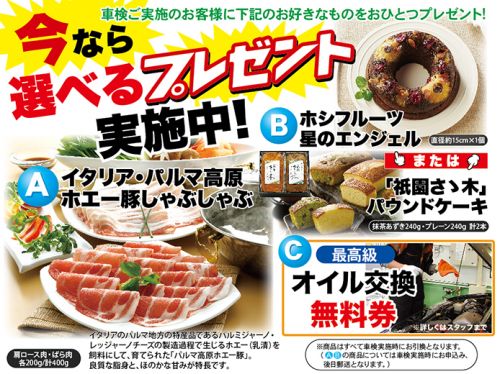 車検ご実施のお客様に下記のお好きなものをおひとつプレゼント!
今なら
選べる
プレゼント
実施中!
A
イタリア・パルマ高原
ホエー豚しゃぶしゃぶ
肩ロース肉・ばら肉
各200g/計400g
イタリアのパルマ地方の特産であるパルミジャーノ・
レッジャーノチーズの製造過程で生じるホエー(乳清)を
飼料にして、育てられた「パルマ高原ホエー豚」。
良質な脂身と、ほのかな甘みが特長です。
B
ホシフルーツ
星のエンジェル
直径約15cm×1個
または
「祇園さゝ木」
パウンドケーキ
抹茶あずき240g・プレーン240g 計2本
C
最高級
オイル交換
無料券
※詳しくはスタッフまで
※商品はすべて車検実施時にお引換となります。
(A Bの商品については車検実施時にお申込み、
後日郵送となります。)